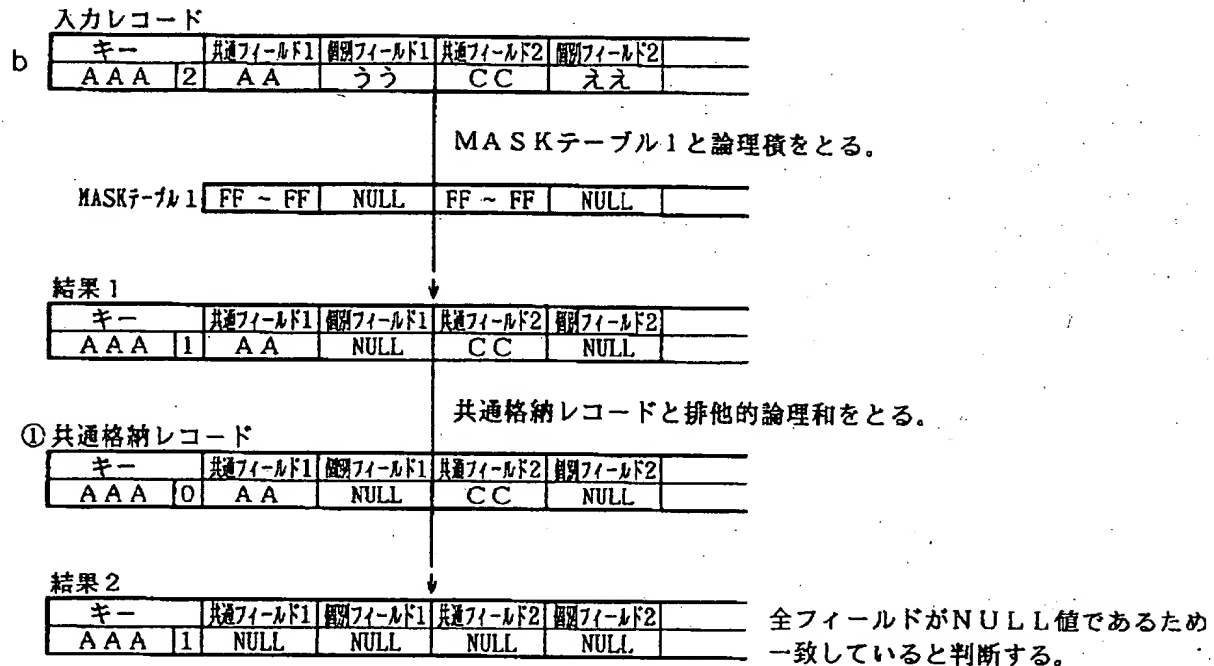 入力レコード
b
キー 共通フィールド1 個別フィールド1 共通フィールド2 個別フィールド2
AAA 2 AA うう CC ええ
MASKテーブル1と論理積をとる。
MASKテーブル1 FF ~ FF NULL FF ~ FF NULL
結果1
キー 共通フィールド1 個別フィールド1 共通フィールド2 個別フィールド2
AAA 1 AA NULL CC NULL
共通格納レコードと排他的論理和をとる。
①共通格納レコード
キー 共通フィールド1 個別フィールド1 共通フィールド2 個別フィールド2
AAA 0 AA NULL CC NULL
結果2
キー 共通フィールド1 個別フィールド1 共通フィールド2 個別フィールド2
AAA 1 NULL NULL NULL NULL
全フィールドがNULL値であるため
一致していると判断する。